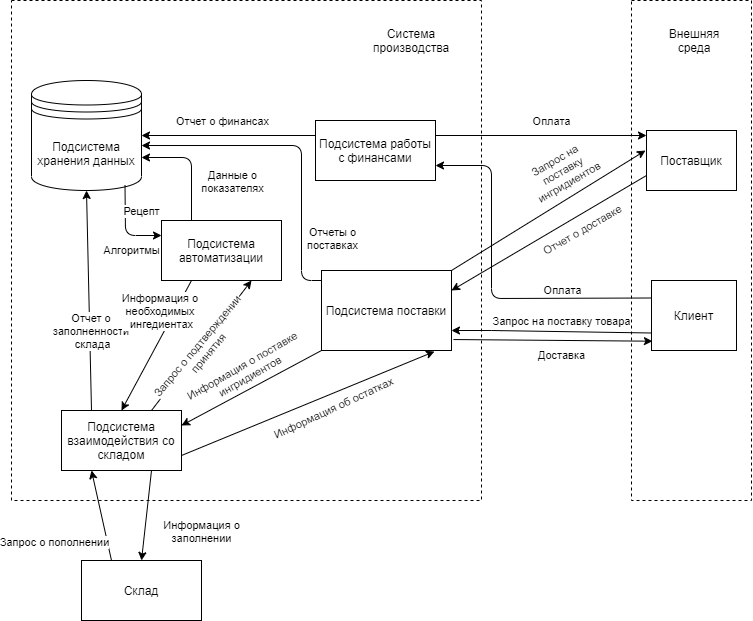 Система
производства
Внешняя
среда
Подсистема
хранения данных
Отчет о финансах
Подсистема работы
с финансами
Оплата
Поставщик
Запрос на
поставку
ингридиентов
Данные о
показателях
Рецепт
Алгоритмы
Подсистема
автоматизации
Отчеты о
поставках
Отчет о доставке
Подсистема поставки
Оплата
Клиент
Запрос на поставку товара
Доставка
Информация о
необходимых
ингедиентах
Отчет о
заполненности
склада
Запрос о подтверждении
принятия
Информация о поставке
ингридиентов
Информация об остатках
Подсистема
взаимодействия со
складом
Запрос о пополнении
Информация о
заполнении
Склад